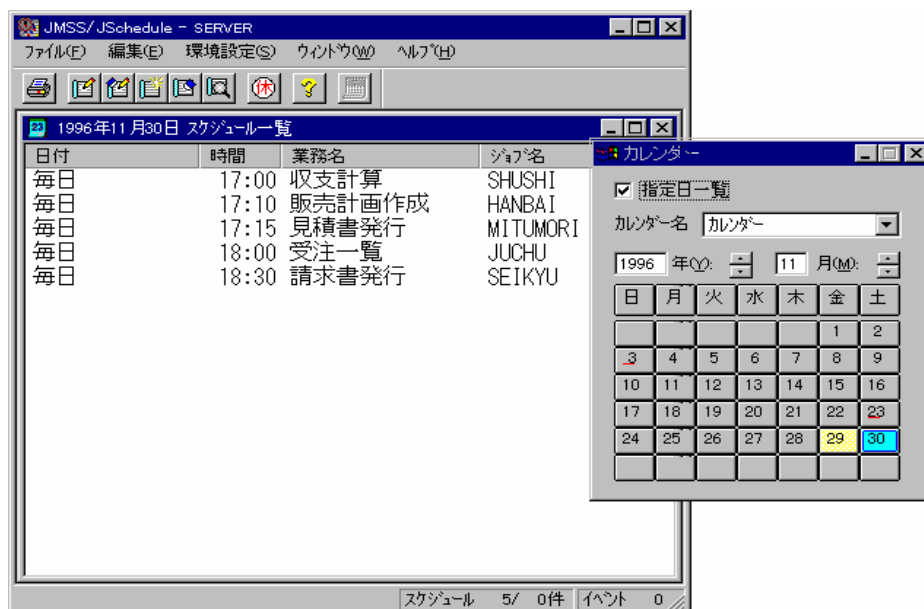 JMSS/JSchedule - SERVER
ファイル(F) 編集(E) 環境設定(S) ウィンドウ(W) ヘルプ(H)
休 ?
23 1996年11月30日 スケジュール一覧
日付 時間 業務名 ジョブ名
毎日 17:00 収支計算 SHUSHI
毎日 17:10 販売計画作成 HANBAI
毎日 17:15 見積書発行 MITUMORI
毎日 18:00 受注一覧 JUCHU
毎日 18:30 請求書発行 SEIKYU
スケジュール 5/ 0件 イベント 0
カレンダー
指定日一覧
カレンダー名 カレンダー
1996 年(Y): 11 月(M):
日 月 火 水 木 金 土
1 2
3 4 5 6 7 8 9
10 11 12 13 14 15 16
17 18 19 20 21 22 23
24 25 26 27 28 29 30